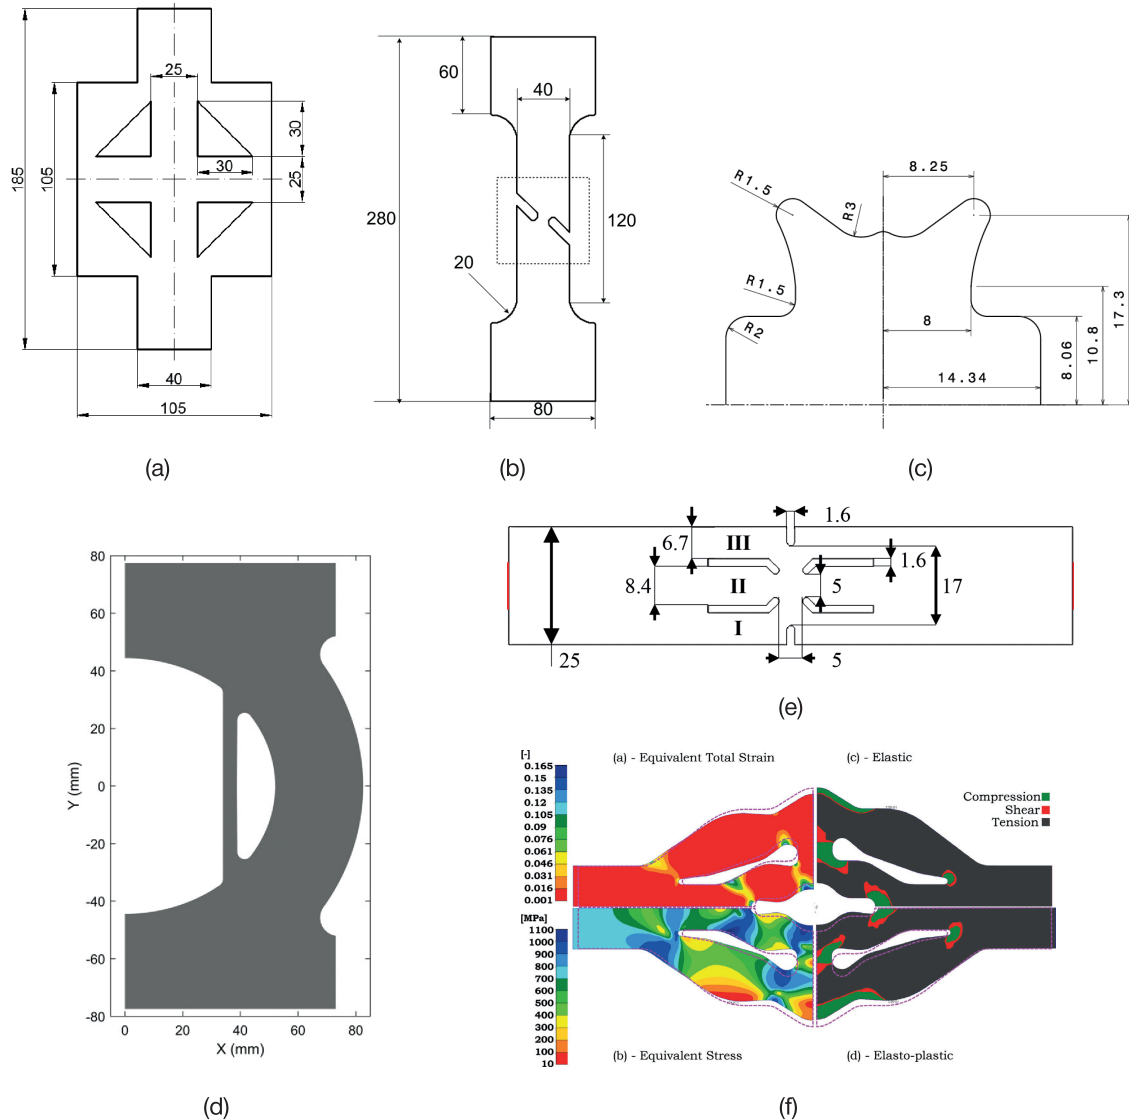 25
30
30
25
185
105
40
105
(a)
60
40
280
120
20
80
(b)
8.25
R1.5
R3
R1.5
R2
8
14.34
8.06
10.8
17.3
(c)
80
60
40
20
0
-20
-40
-60
-80
0 20 40 60 80
Y (mm)
X (mm)
(d)
1.6
6.7
III
1.6
8.4
II
5
17
I
25
5
(e)
[-]
(a) - Equivalent Total Strain
(c) - Elastic
0.165
0.15
0.135
0.12
0.105
0.09
0.076
0.061
0.046
0.031
0.016
0.001
Compression
Shear
Tension
[MPa]
1100
1000
900
800
700
600
500
400
300
200
100
10
(b) - Equivalent Stress
(d) - Elasto-plastic
(f)